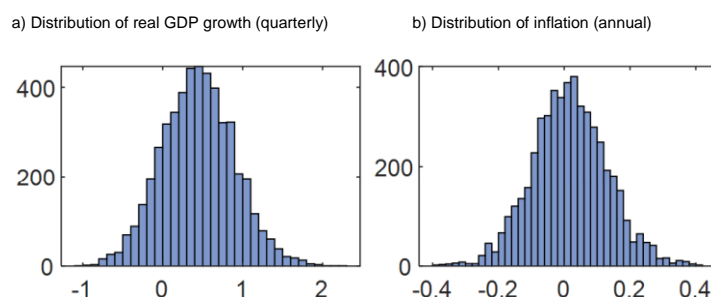 a) Distribution of real GDP growth (quarterly)
b) Distribution of inflation (annual)
400
200
0
-1 0 1 2
400
200
0
-0.4 -0.2 0 0.2 0.4